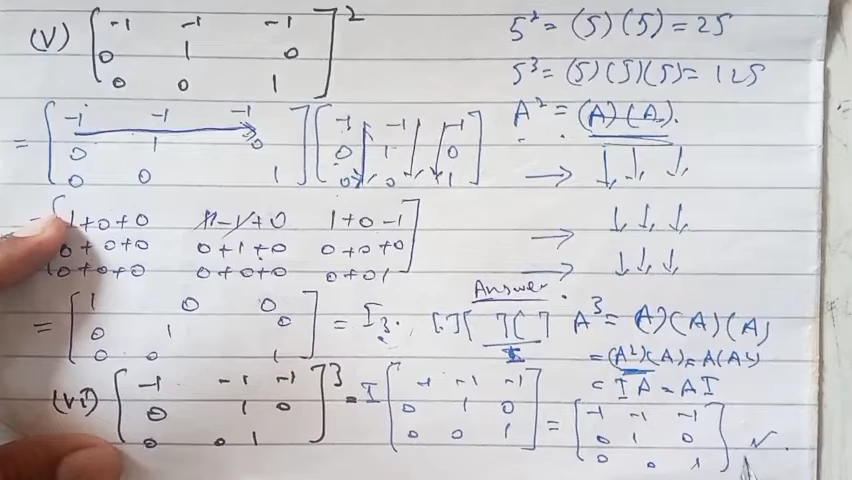 (V) [ -1 -1 -1 ]²
0 1 0
0 0 1
5² = (5)(5) = 25
5³ = (5)(5)(5) = 125
A² = (A)(A).
= [ -1 -1 -1 ] [ -1 -1 -1 ]
0 1 0 0 1 0
0 0 1 0 0 1
→ ↓ ↓ ↓
= [ 1+0+0 1-1+0 1+0-1 ]
0+0+0 0+1+0 0+0+0
0+0+0 0+0+0 0+01
→ ↓ ↓ ↓
→ ↓ ↓ ↓
Answer.
= [ 1 0 0 ] = I₃.
0 1 0
0 0 1
[.][ ][ ] A³ = (A)(A)(A)
I = (A²)(A) = A(A²)
= IA = AI
(vi) [ -1 -1 -1 ]³ = I [ -1 -1 -1 ] = [ -1 -1 -1 ]
0 1 0 0 1 0 0 1 0
0 0 1 0 0 1 0 0 1